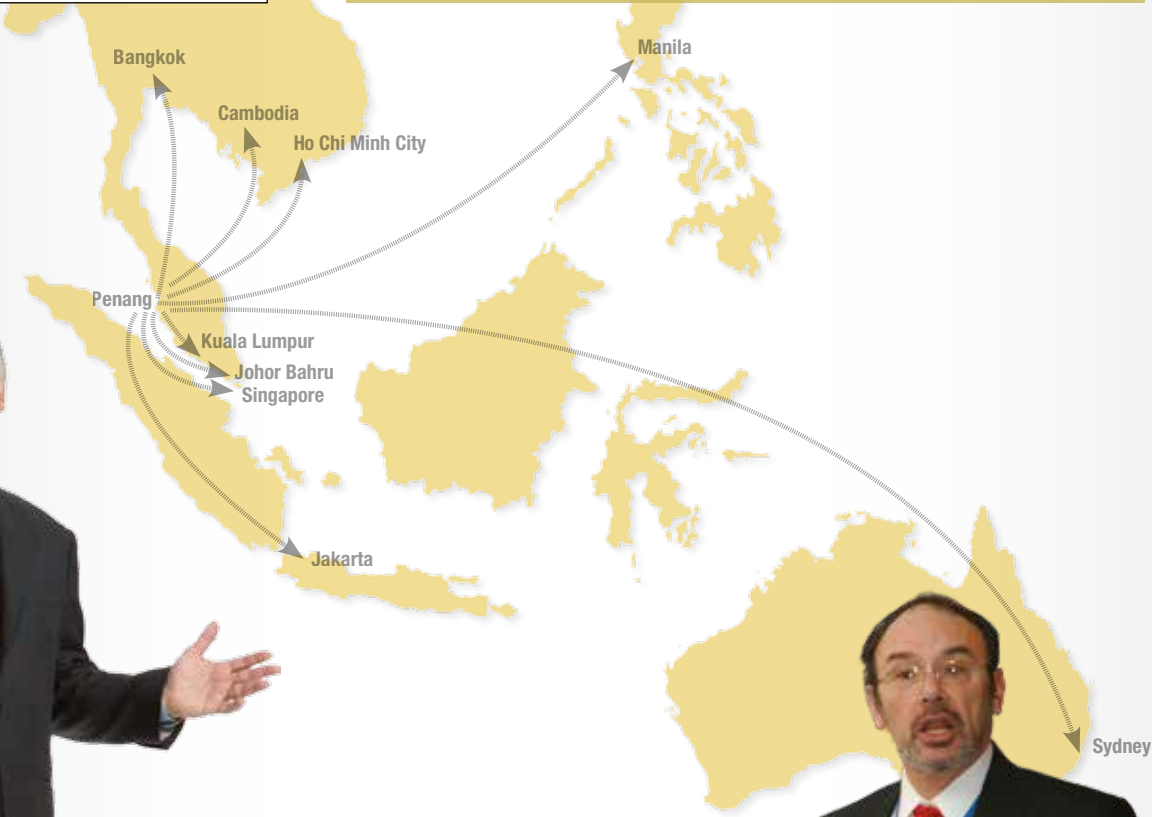 Bangkok
Manila
Cambodia
Ho Chi Minh City
Penang
Kuala Lumpur
Johor Bahru
Singapore
Jakarta
Sydney